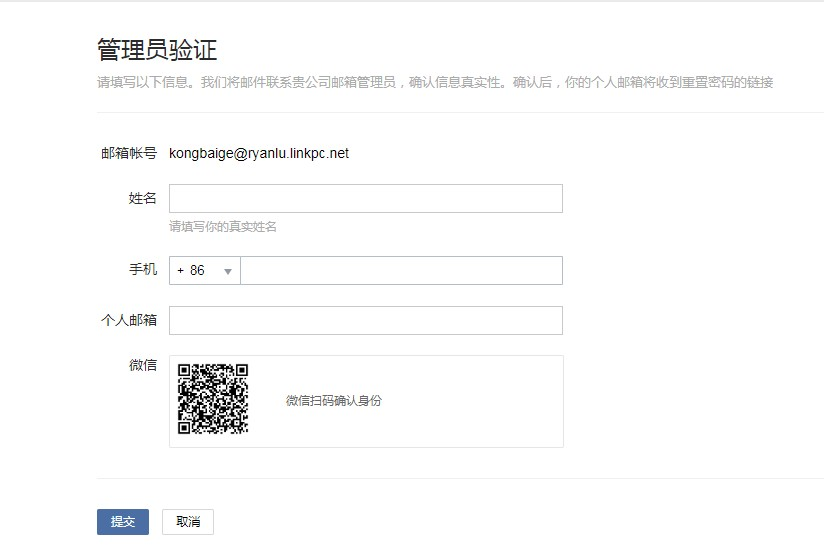 管理员验证
请填写以下信息。我们将邮件联系贵公司邮箱管理员，确认信息真实性。确认后，你的个人邮箱将收到重置密码的链接
邮箱帐号 kongbaige@ryanlu.linkpc.net
姓名
请填写你的真实姓名
手机 + 86
个人邮箱
微信
微信扫码确认身份
提交 取消